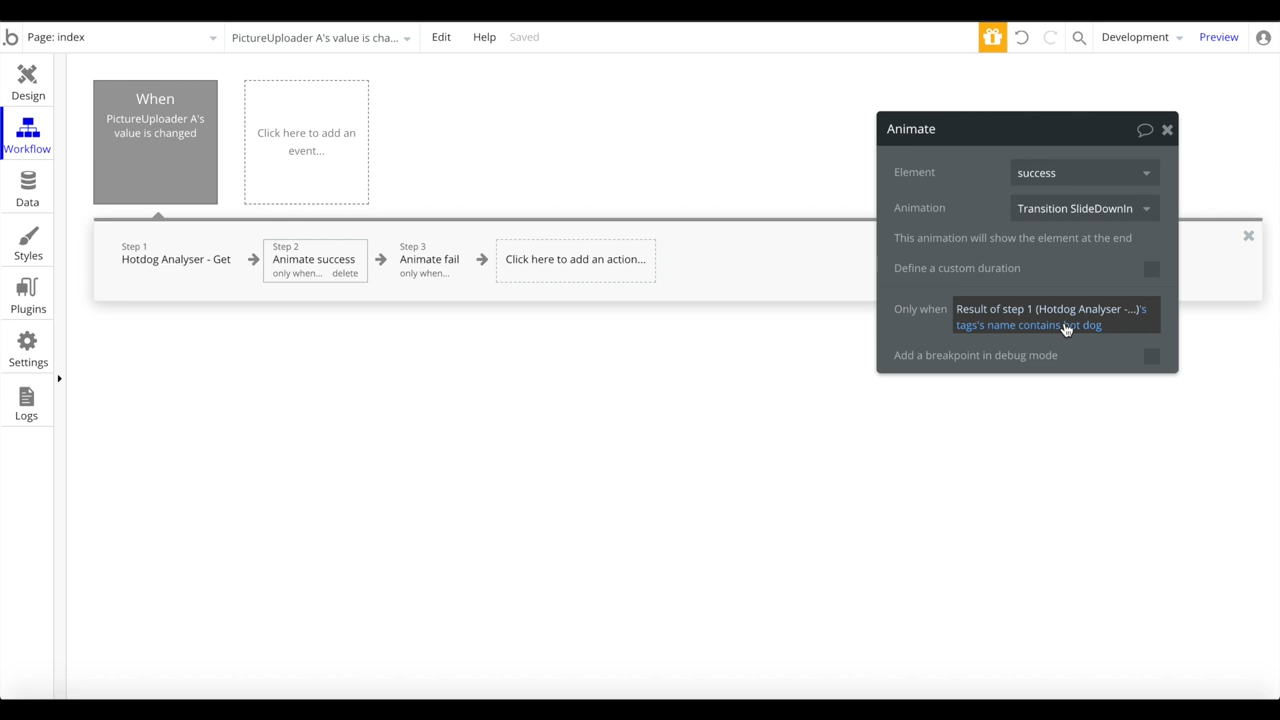 b Page: index PictureUploader A's value is cha... Edit Help Saved Development Preview
Design
Workflow
Data
Styles
Plugins
Settings
Logs
When
PictureUploader A's
value is changed
Click here to add an
event...
Step 1
Hotdog Analyser - Get
Step 2
Animate success
only when... delete
Step 3
Animate fail
only when...
Click here to add an action...
Animate
Element success
Animation Transition SlideDownIn
This animation will show the element at the end
Define a custom duration
Only when Result of step 1 (Hotdog Analyser -...)'s
tags's name contains hot dog
Add a breakpoint in debug mode